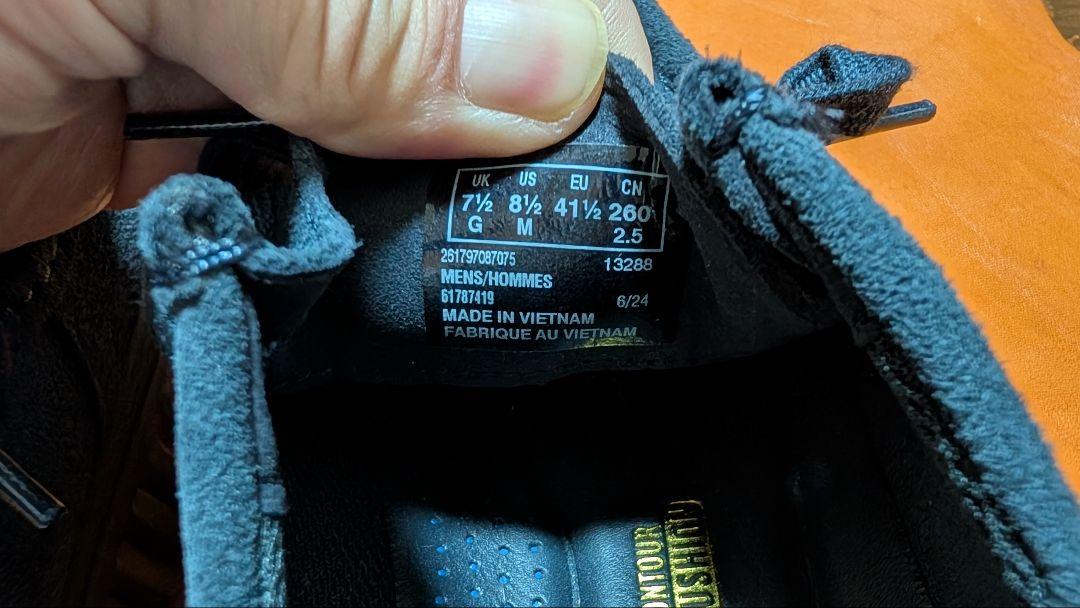 UK US EU CN
7½ 8½ 41½ 260
G M 2.5
261797087075 13288
MENS/HOMMES
61787419 6/24
MADE IN VIETNAM
FABRIQUE AU VIETNAM